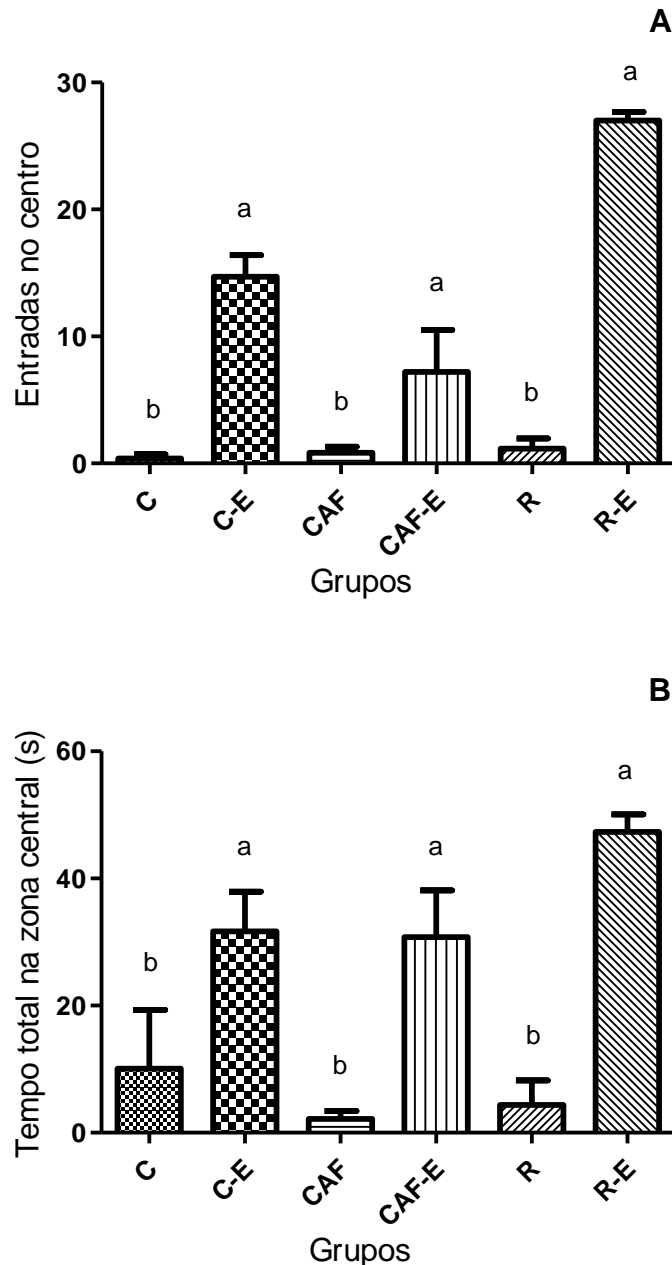 A
Entradas no centro
30
20
10
0
a
b
a
b
a
b
C
C-E
CAF
CAF-E
R
R-E
Grupos
B
Tempo total na zona central (s)
60
40
20
0
a
b
a
a
b
b
C
C-E
CAF
CAF-E
R
R-E
Grupos